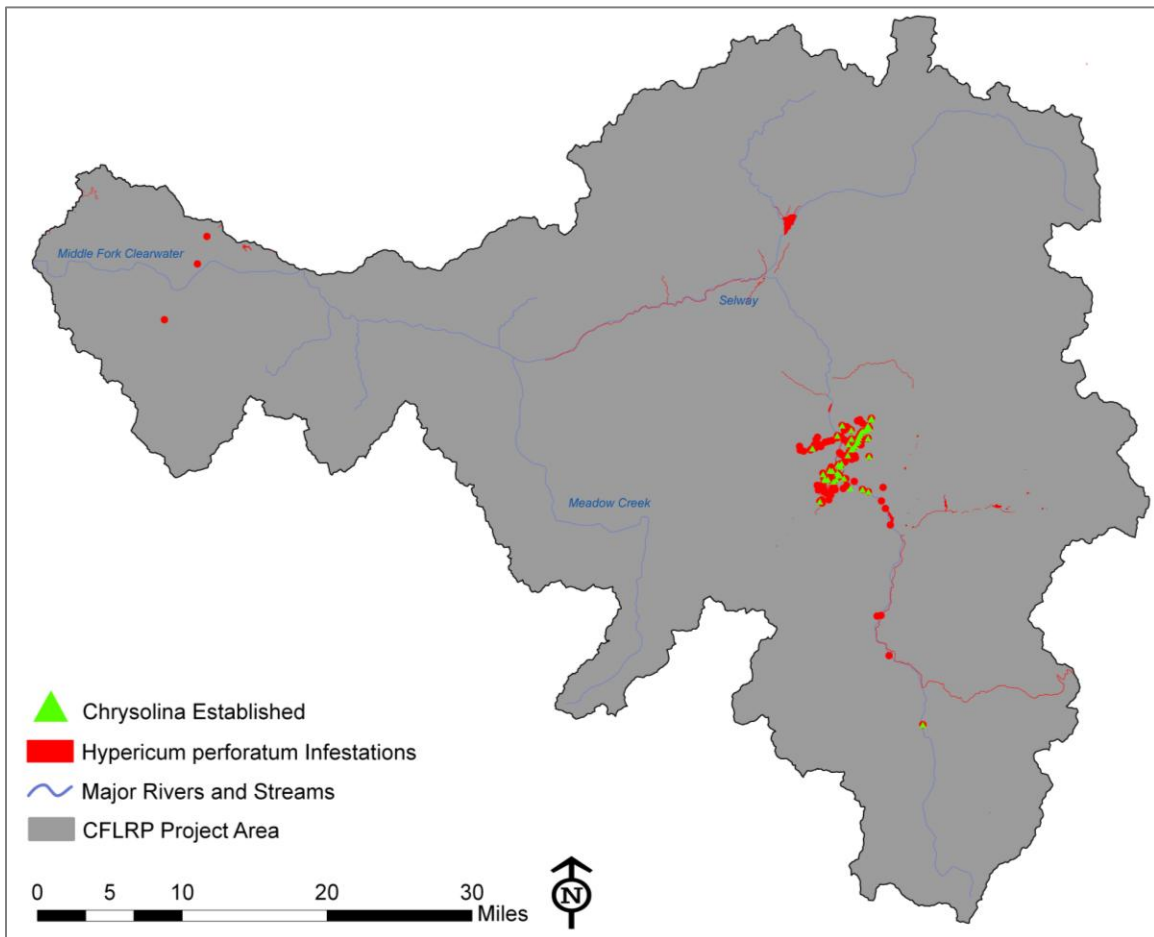 Middle Fork Clearwater
Selway
Meadow Creek
Chrysolina Established
Hypericum perforatum Infestations
Major Rivers and Streams
CFLRP Project Area
0 5 10 20 30
Miles
N